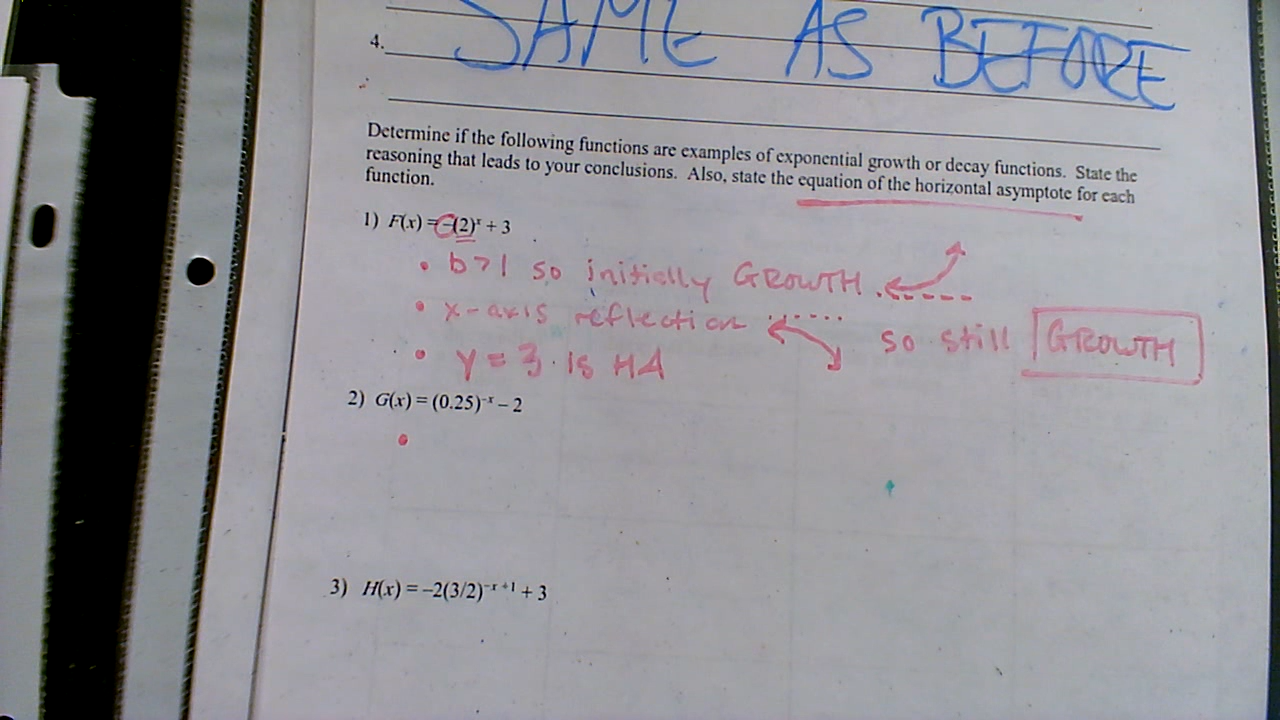 SAME AS BEFORE
4.
Determine if the following functions are examples of exponential growth or decay functions. State the
reasoning that leads to your conclusions. Also, state the equation of the horizontal asymptote for each
function.
1) F(x) = -(2)ˣ + 3
• b>1 so initially GROWTH.
• x-axis reflection
so still GROWTH
• y = 3 is HA
2) G(x) = (0.25)⁻ˣ – 2
•
3) H(x) = –2(3/2)⁻ˣ⁺¹ + 3